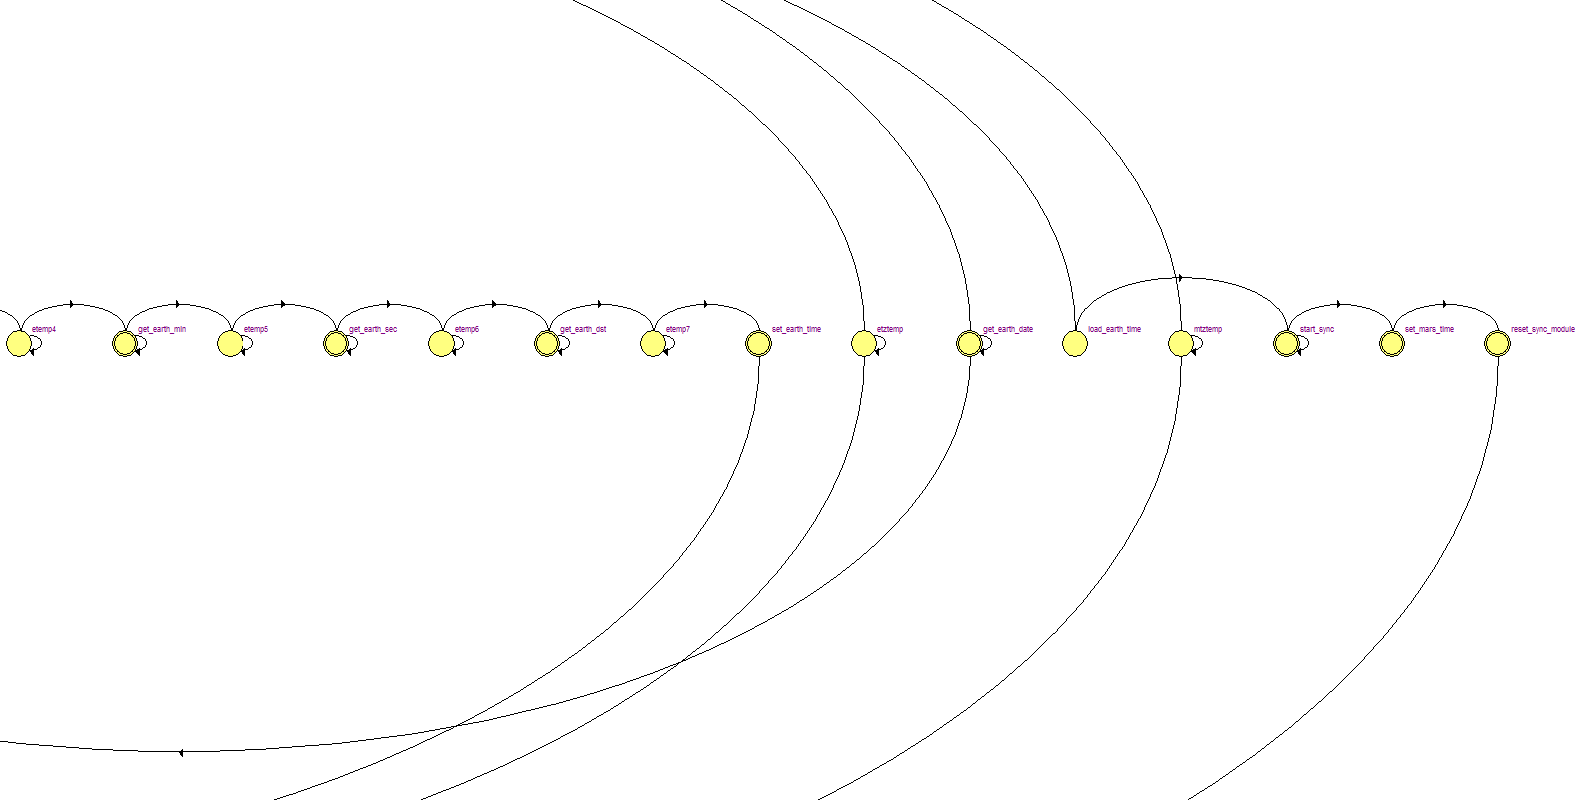 etemp4
get_earth_min
etemp5
get_earth_sec
etemp6
get_earth_dst
etemp7
set_earth_time
etztemp
get_earth_date
load_earth_time
mtztemp
start_sync
set_mars_time
reset_sync_module